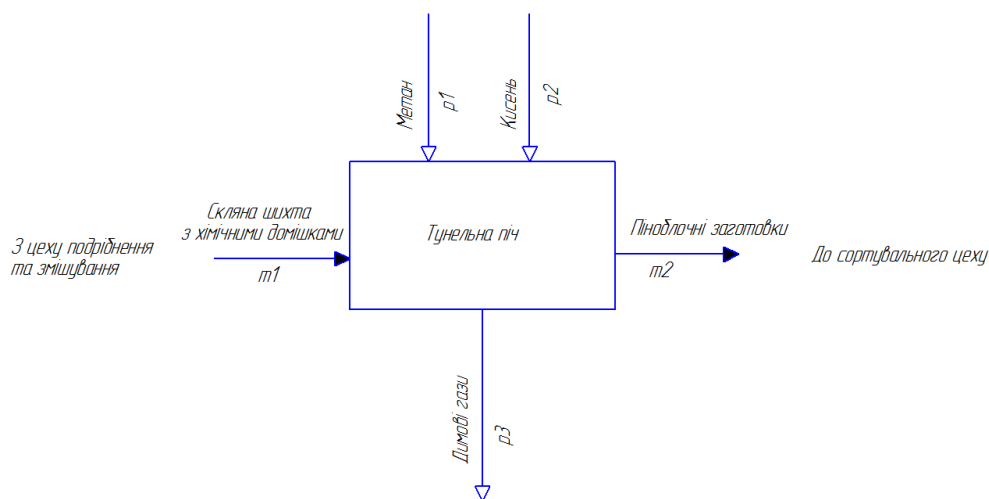 Метан
p1
Кисень
p2
Скляна шихта
з хімічними домішками
З цеху подрібнення
та змішування
m1
Тунельна піч
Піноблочні заготовки
m2
До сортувального цеху
Димові гази
p3